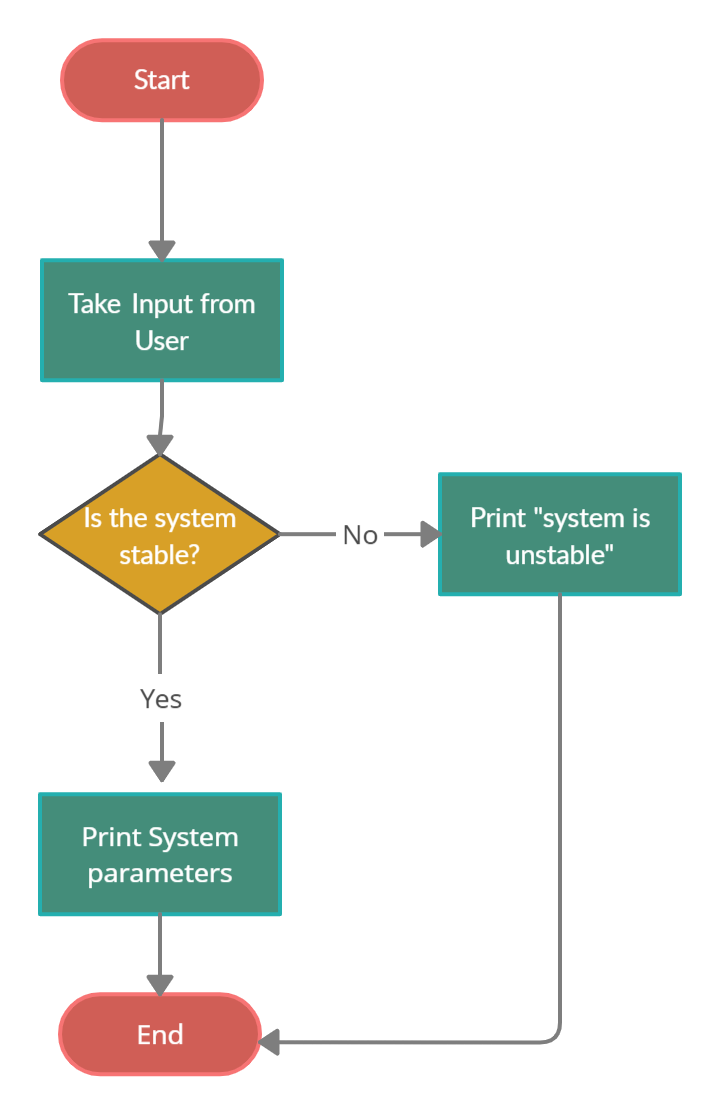 Start
Take Input from
User
Is the system
stable?
No
Print "system is
unstable"
Yes
Print System
parameters
End